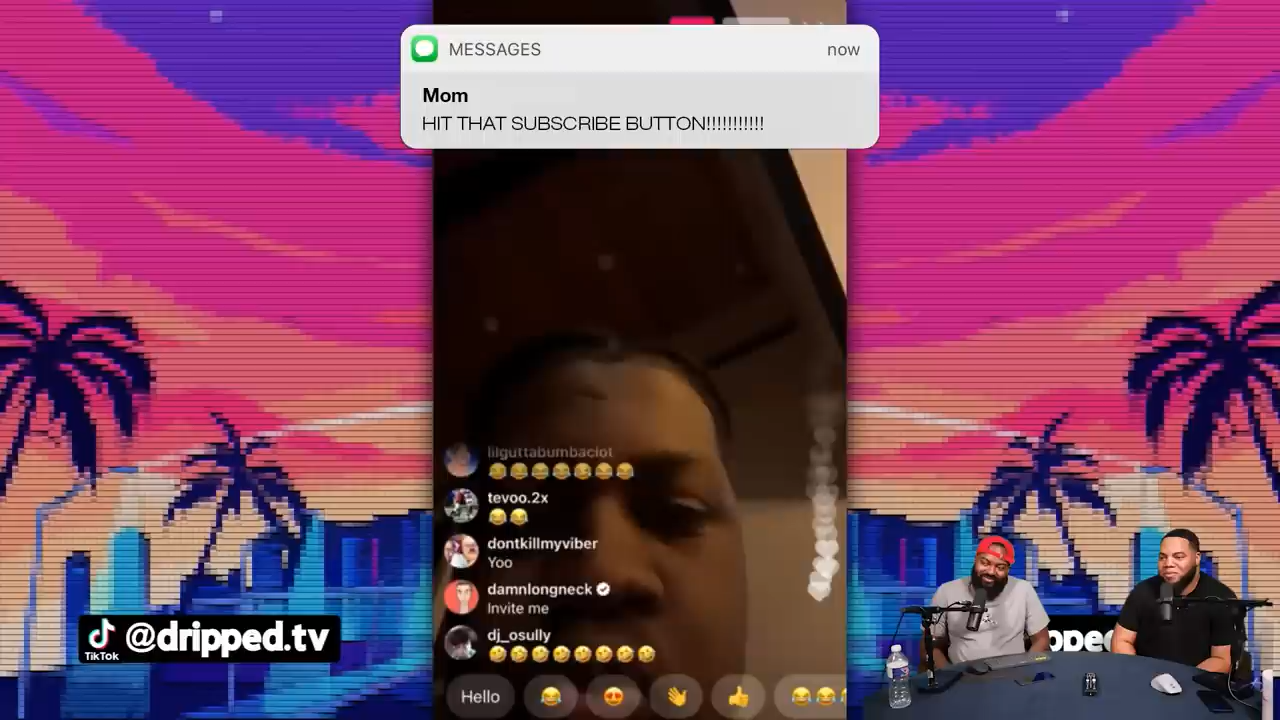 MESSAGES
now
Mom
HIT THAT SUBSCRIBE BUTTON!!!!!!!!!!!
lilguttabumbaclot
😂😂😂😂😂😂😂
tevoo.2x
😂😂
dontkillmyviber
Yoo
damnlongneck
Invite me
dj_osully
🤣🤣🤣🤣🤣🤣🤣🤣
Hello 😂 😍 👋 👍 😂😂
TikTok @dripped.tv